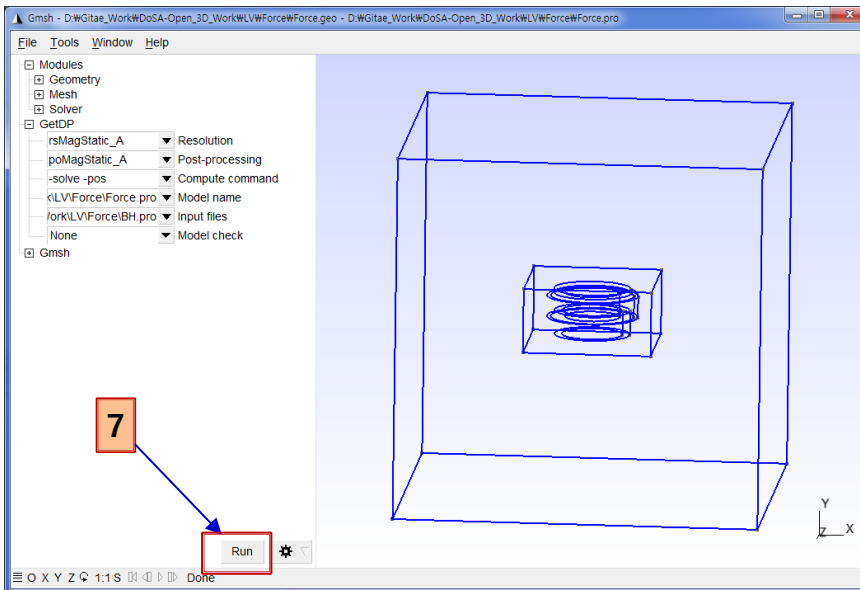 Gmsh - D:₩Gitae_Work₩DoSA-Open_3D_Work₩LV₩Force₩Force.geo - D:₩Gitae_Work₩DoSA-Open_3D_Work₩LV₩Force₩Force.pro
File Tools Window Help
Modules
Geometry
Mesh
Solver
GetDP
rsMagStatic_A Resolution
poMagStatic_A Post-processing
-solve -pos Compute command
\LV\Force\Force.pro Model name
ork\LV\Force\BH.pro Input files
None Model check
Gmsh
7
Run
Y
Z X
O X Y Z 1:1 S Done